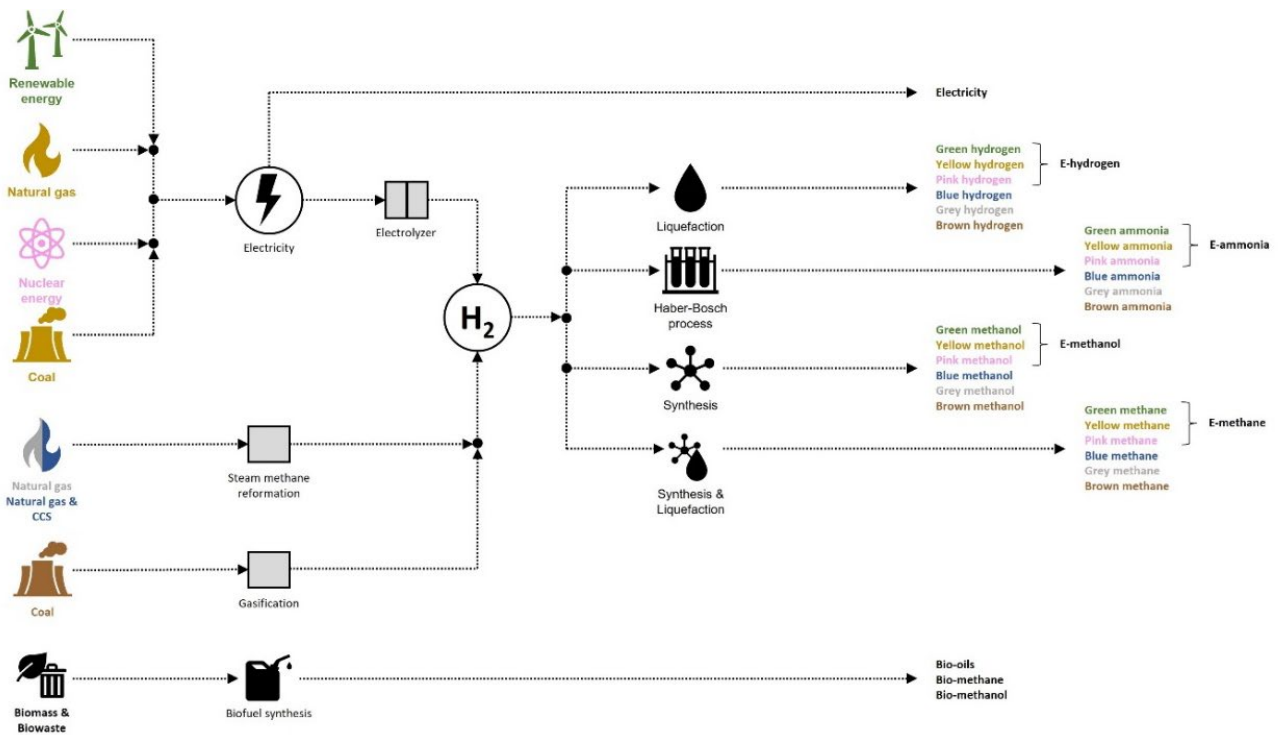 Renewable
energy
Natural gas
Nuclear
energy
Coal
Natural gas
Natural gas &
CCS
Coal
Biomass &
Biowaste
Electricity
Electrolyzer
Steam methane
reformation
Gasification
Biofuel synthesis
H2
Liquefaction
Haber-Bosch
process
Synthesis
Synthesis &
Liquefaction
Electricity
Green hydrogen
Yellow hydrogen
Pink hydrogen
Blue hydrogen
Grey hydrogen
Brown hydrogen
E-hydrogen
Green ammonia
Yellow ammonia
Pink ammonia
Blue ammonia
Grey ammonia
Brown ammonia
E-ammonia
Green methanol
Yellow methanol
Pink methanol
Blue methanol
Grey methanol
Brown methanol
E-methanol
Green methane
Yellow methane
Pink methane
Blue methane
Grey methane
Brown methane
E-methane
Bio-oils
Bio-methane
Bio-methanol